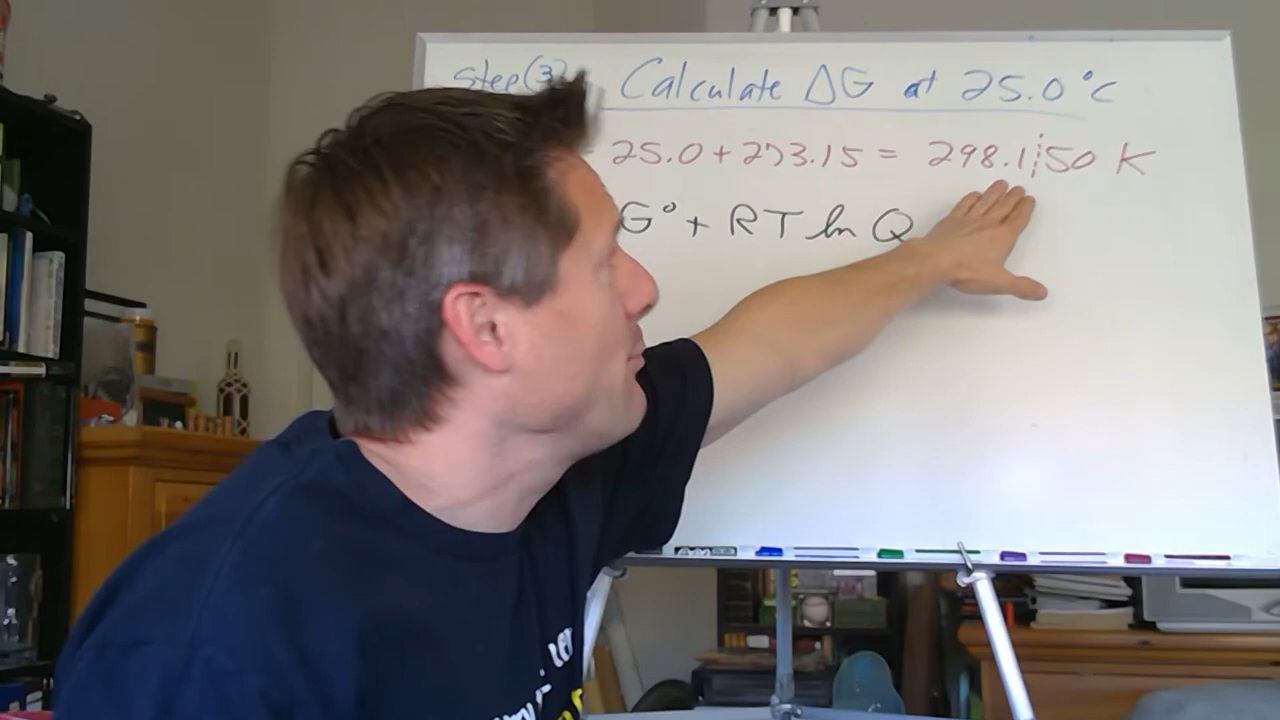 step(3) Calculate ΔG at 25.0°C
25.0 + 273.15 = 298.1¦50 K
G° + RT ln Q